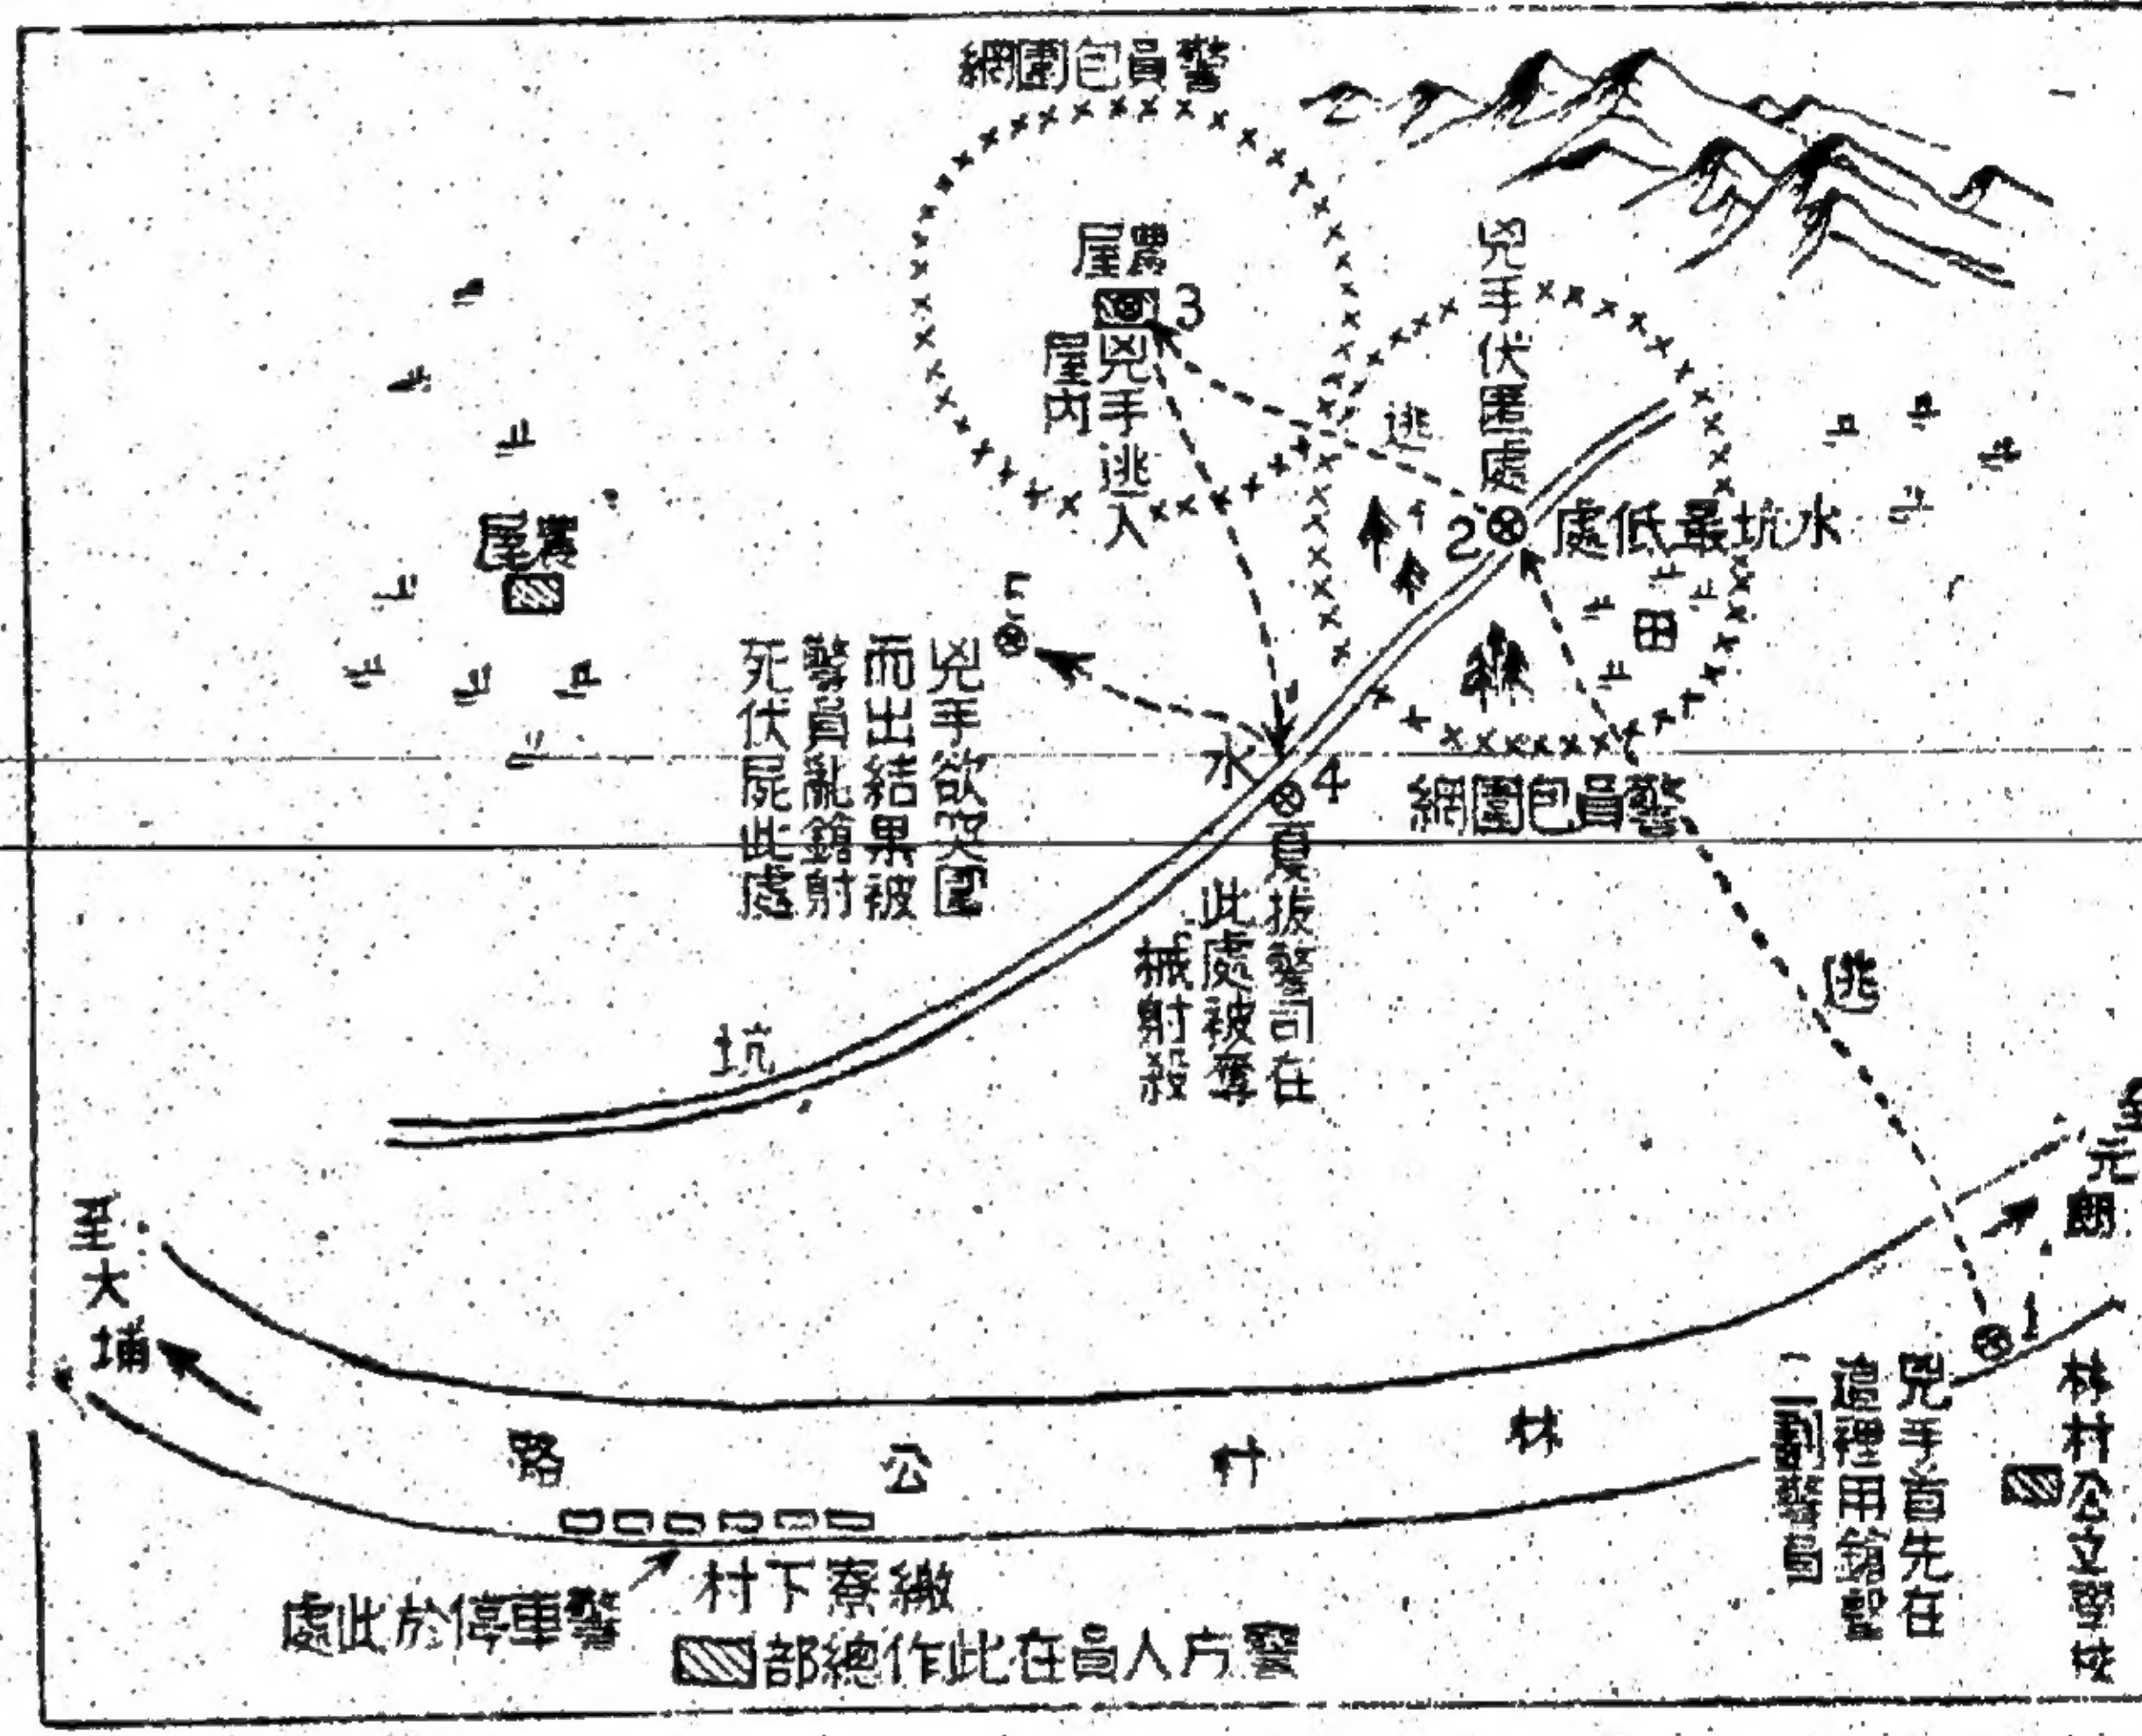 警員包圍網
農屋
3
兇手逃入
屋內
逃
兇手伏匿處
2
水坑最低處
田
農屋
5
兇手欲突圍
而出結果被
警員亂鎗射
死伏屍此處
水
4
警員包圍網
夏扳警司在
此處被奪
械射殺
坑
逃
至元朗
1
至大埔
林村公路
兇手首先在
這裡用鎗擊
二劃警員
林村公立學校
警車停於此處
繳寮下村
警方人員在此作總部